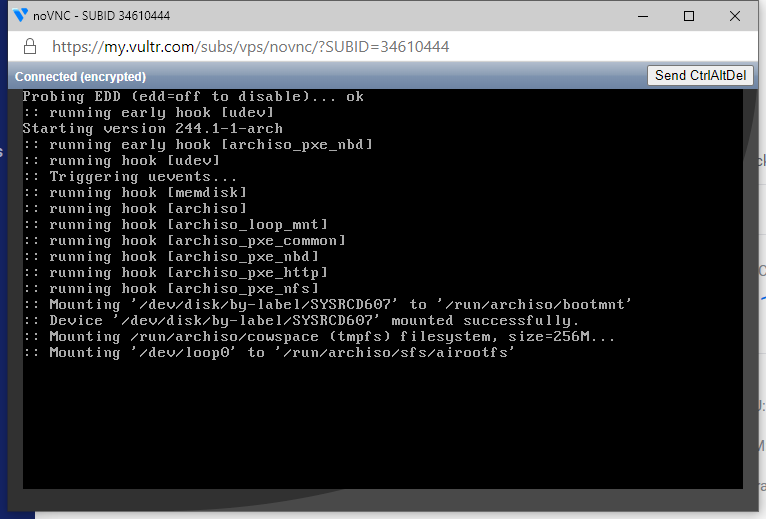 noVNC - SUBID 34610444
https://my.vultr.com/subs/vps/novnc/?SUBID=34610444
Connected (encrypted)
Send CtrlAltDel
Probing EDD (edd=off to disable)... ok
:: running early hook [udev]
Starting version 244.1-1-arch
:: running early hook [archiso_pxe_nbd]
:: running hook [udev]
:: Triggering uevents...
:: running hook [memdisk]
:: running hook [archiso]
:: running hook [archiso_loop_mnt]
:: running hook [archiso_pxe_common]
:: running hook [archiso_pxe_nbd]
:: running hook [archiso_pxe_http]
:: running hook [archiso_pxe_nfs]
:: Mounting '/dev/disk/by-label/SYSRCD607' to '/run/archiso/bootmnt'
:: Device '/dev/disk/by-label/SYSRCD607' mounted successfully.
:: Mounting /run/archiso/cowspace (tmpfs) filesystem, size=256M...
:: Mounting '/dev/loop0' to '/run/archiso/sfs/airootfs'